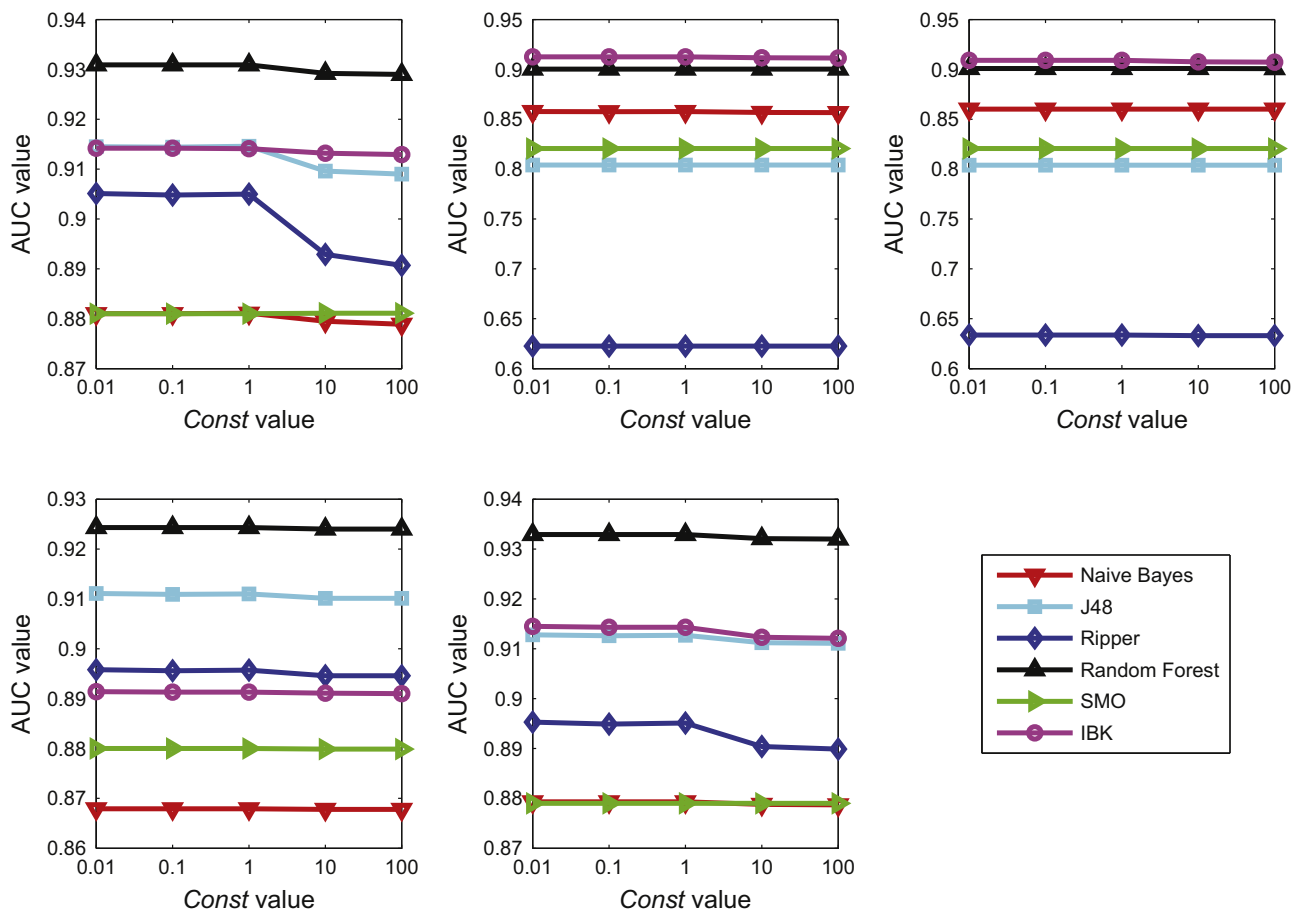 0.94
0.93
0.92
0.91
0.9
0.89
0.88
0.87
AUC value
0.01 0.1 1 10 100
Const value
0.95
0.9
0.85
0.8
0.75
0.7
0.65
0.6
AUC value
0.01 0.1 1 10 100
Const value
0.95
0.9
0.85
0.8
0.75
0.7
0.65
0.6
AUC value
0.01 0.1 1 10 100
Const value
0.93
0.92
0.91
0.9
0.89
0.88
0.87
0.86
AUC value
0.01 0.1 1 10 100
Const value
0.94
0.93
0.92
0.91
0.9
0.89
0.88
0.87
AUC value
0.01 0.1 1 10 100
Const value
Naive Bayes
J48
Ripper
Random Forest
SMO
IBK